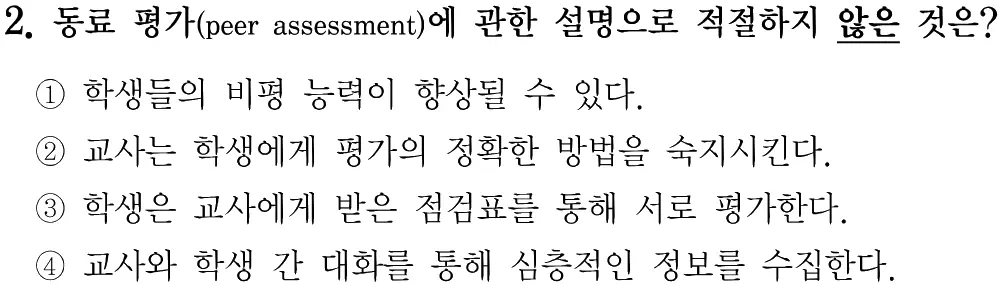 2. 동료 평가(peer assessment)에 관한 설명으로 적절하지 않은 것은?
① 학생들의 비평 능력이 향상될 수 있다.
② 교사는 학생에게 평가의 정확한 방법을 숙지시킨다.
③ 학생은 교사에게 받은 점검표를 통해 서로 평가한다.
④ 교사와 학생 간 대화를 통해 심층적인 정보를 수집한다.